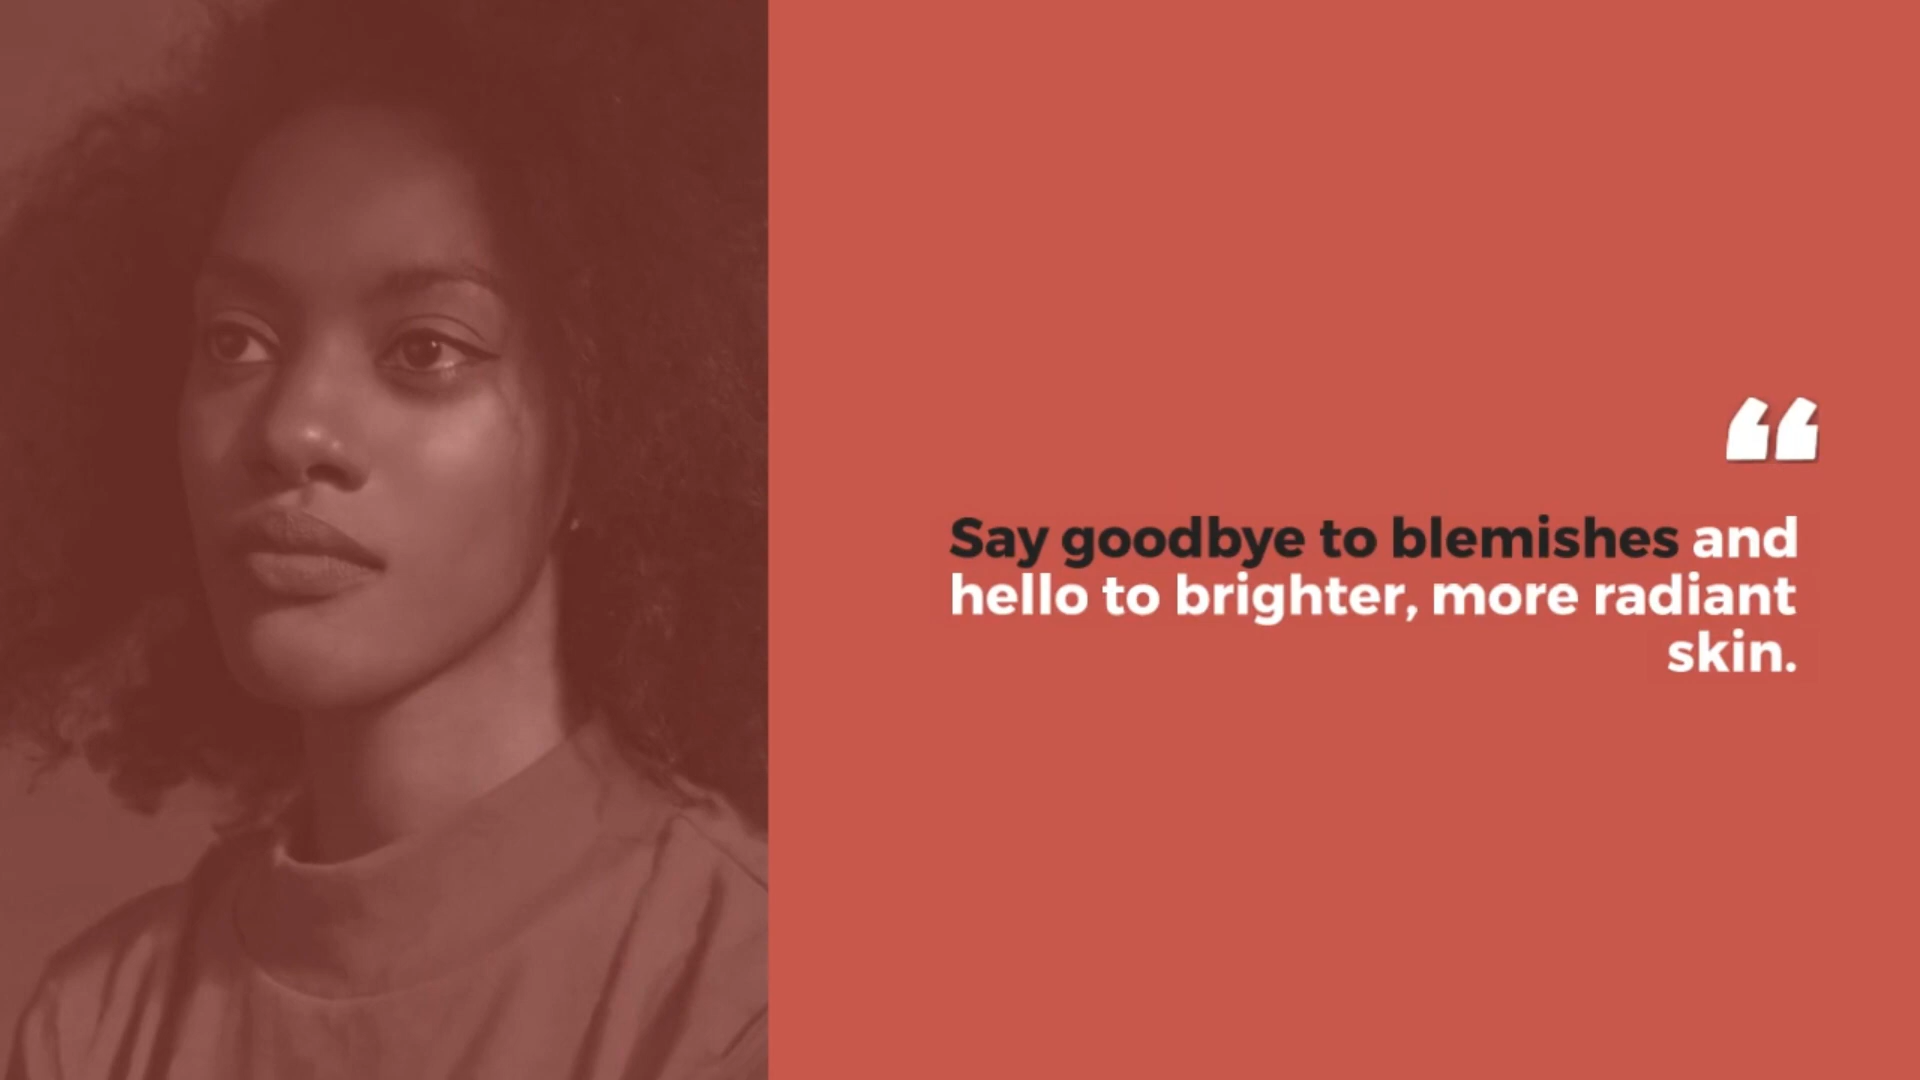 “
Say goodbye to blemishes and
hello to brighter, more radiant
skin.